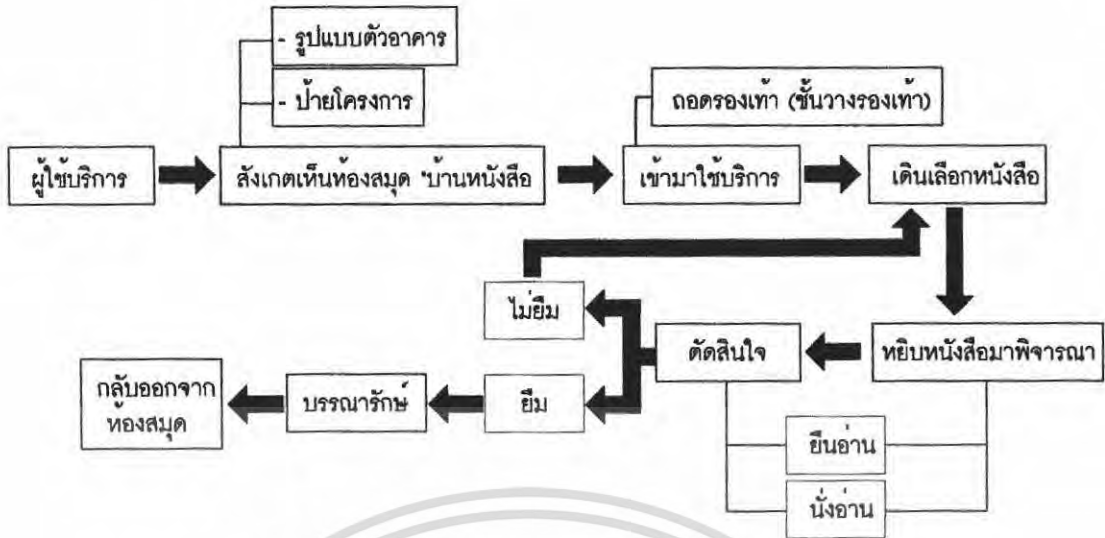 - รูปแบบตัวอาคาร
- ป้ายโครงการ
ถอดรองเท้า (ชั้นวางรองเท้า)
ผู้ใช้บริการ
สังเกตเห็นห้องสมุด "บ้านหนังสือ
เข้ามาใช้บริการ
เดินเลือกหนังสือ
ไม่ยืม
ตัดสินใจ
หยิบหนังสือมาพิจารณา
กลับออกจาก
ห้องสมุด
บรรณารักษ์
ยืม
ยืนอ่าน
นั่งอ่าน